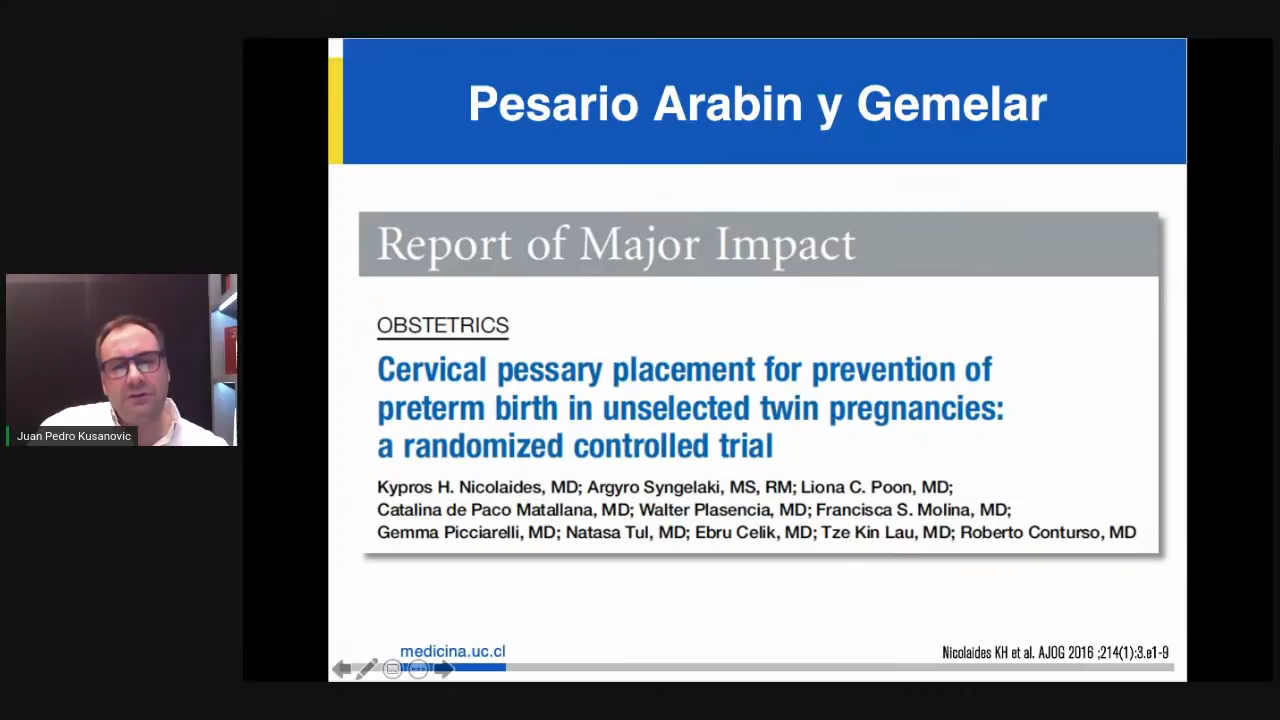 Pesario Arabin y Gemelar
Report of Major Impact
OBSTETRICS
Cervical pessary placement for prevention of
preterm birth in unselected twin pregnancies:
a randomized controlled trial
Kypros H. Nicolaides, MD; Argyro Syngelaki, MS, RM; Liona C. Poon, MD;
Catalina de Paco Matallana, MD; Walter Plasencia, MD; Francisca S. Molina, MD;
Gemma Picciarelli, MD; Natasa Tul, MD; Ebru Celik, MD; Tze Kin Lau, MD; Roberto Conturso, MD
Juan Pedro Kusanovic
medicina.uc.cl
Nicolaides KH et al. AJOG 2016 ;214(1):3.e1-9